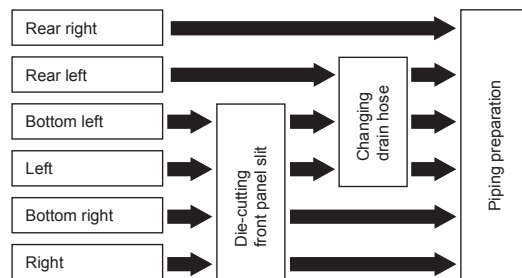 Rear right
Rear left
Bottom left
Left
Bottom right
Right
Die-cutting
front panel slit
Changing
drain hose
Piping preparation